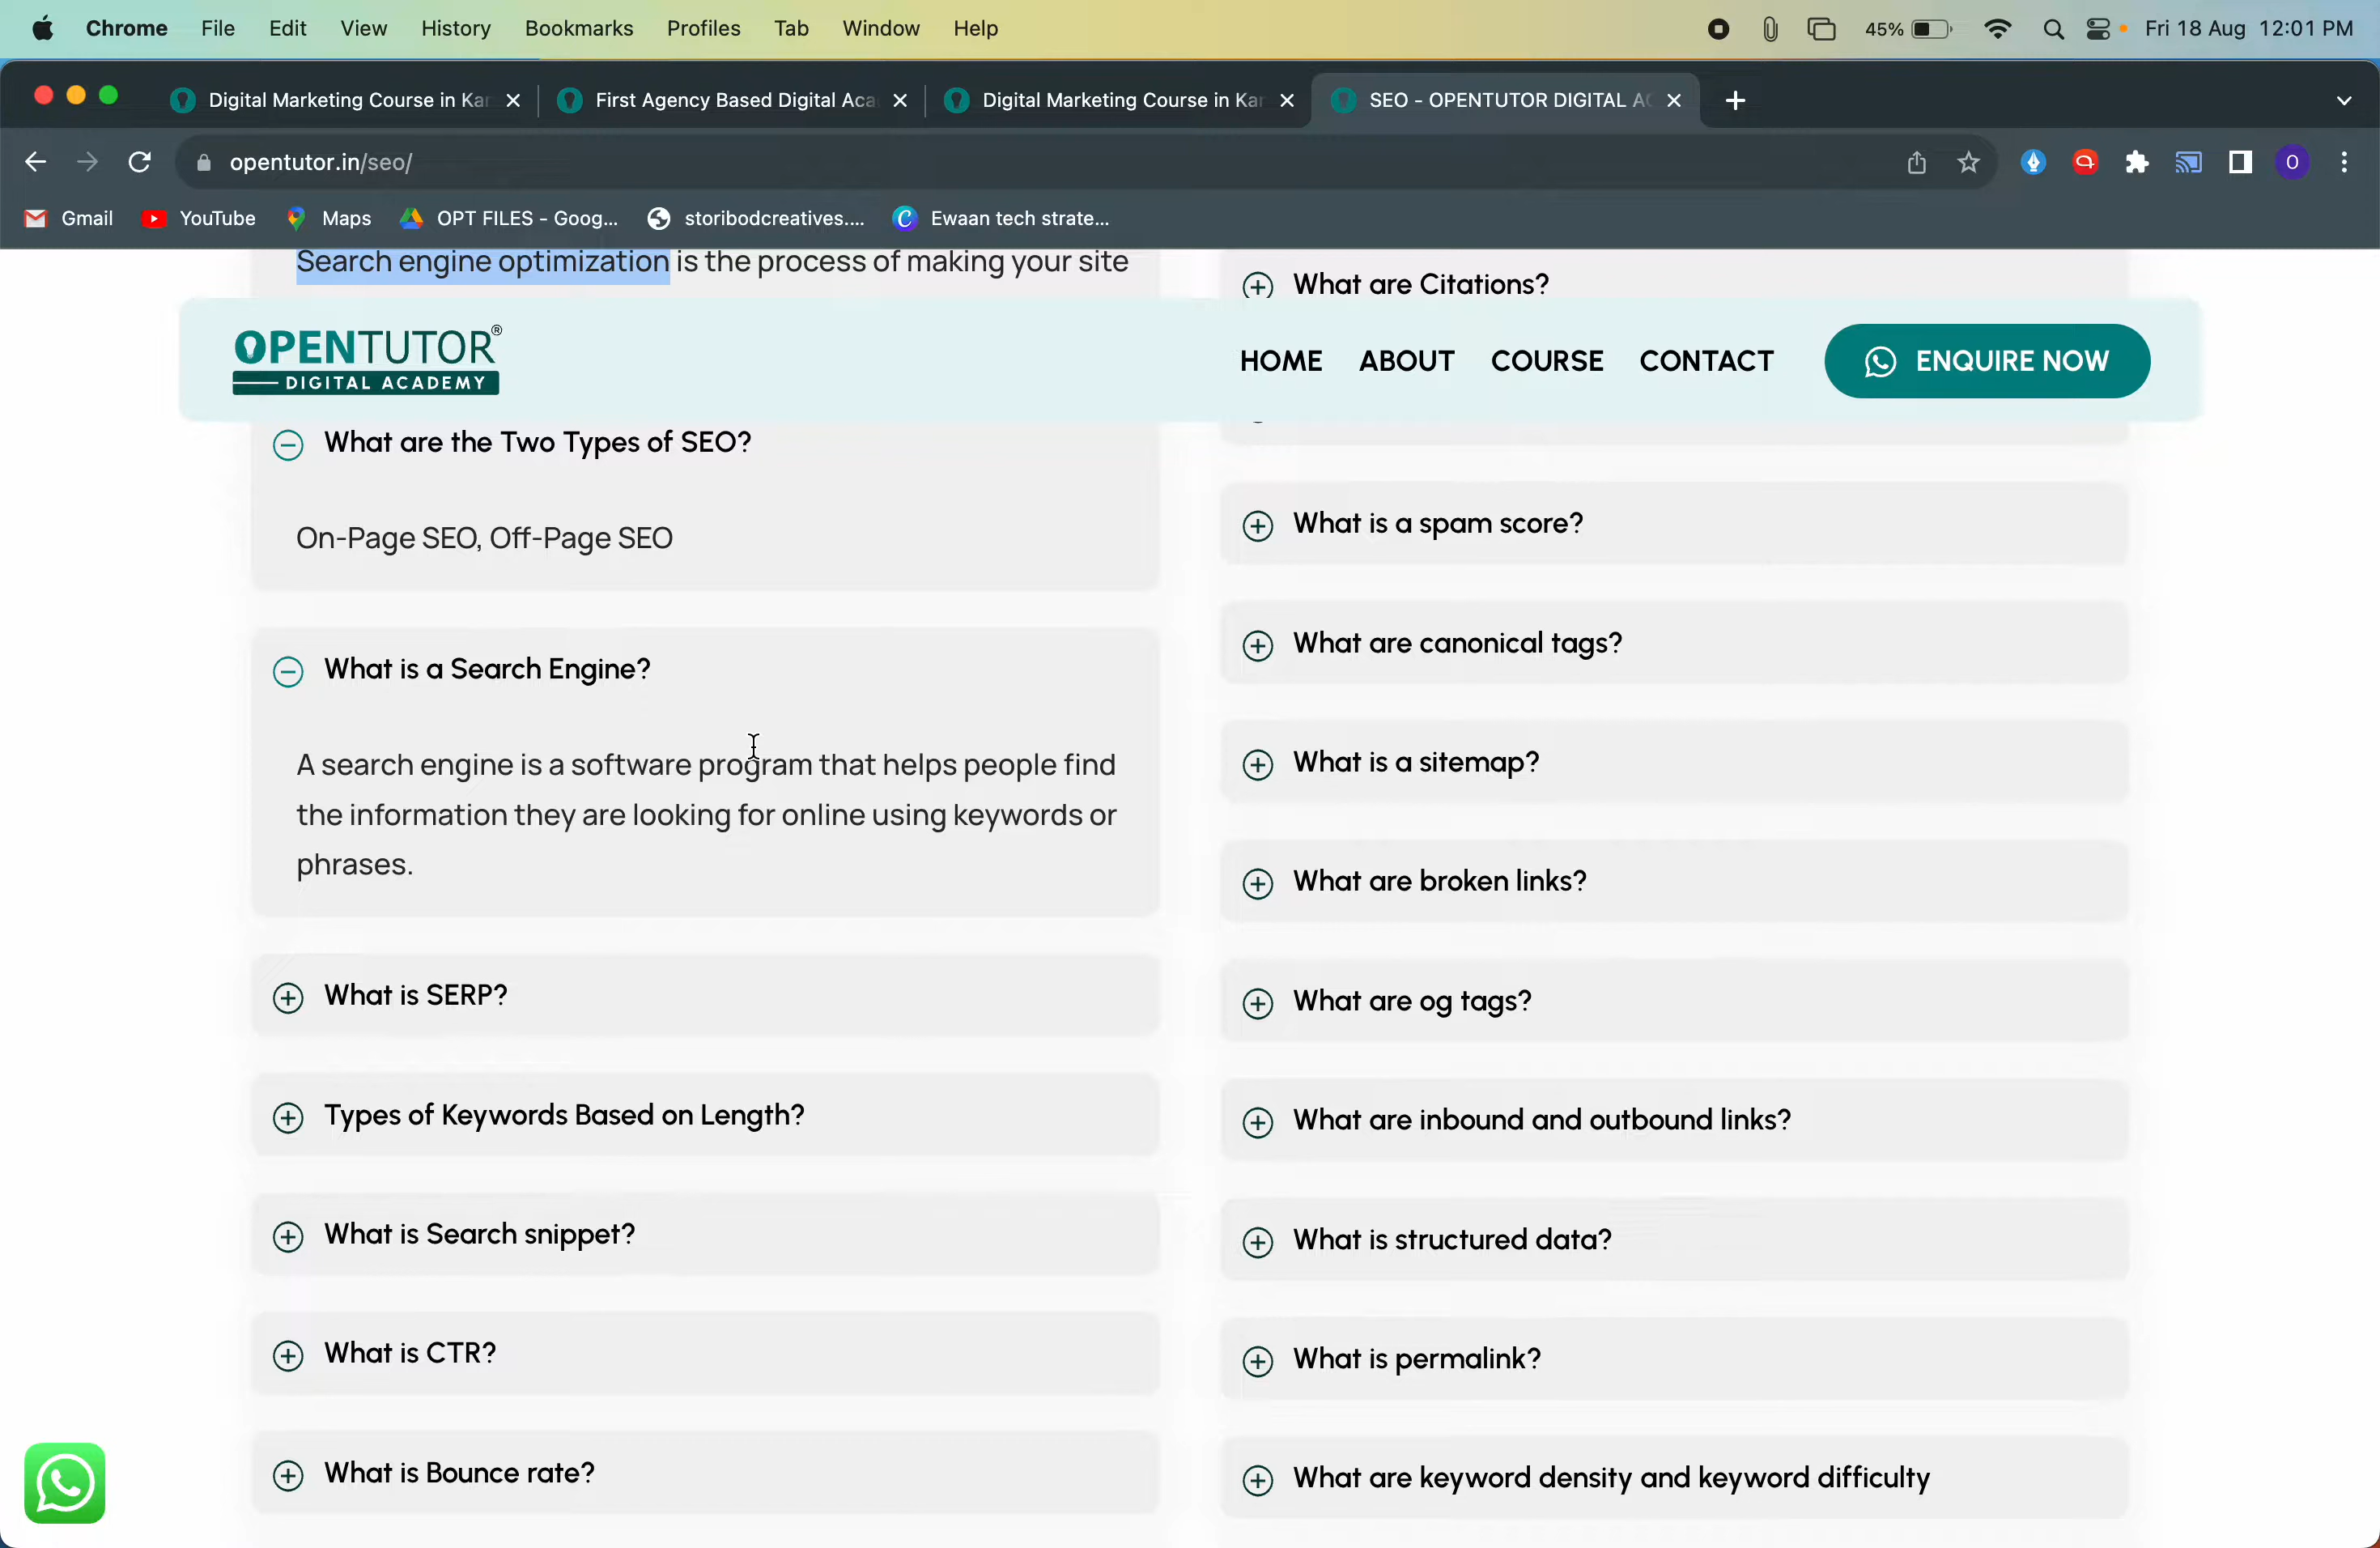 Chrome File Edit View History Bookmarks Profiles Tab Window Help 45% Fri 18 Aug 12:01 PM
Digital Marketing Course in Kar First Agency Based Digital Aca Digital Marketing Course in Kar SEO - OPENTUTOR DIGITAL AC
opentutor.in/seo/ O
Gmail YouTube Maps OPT FILES - Goog... storibodcreatives.... Ewaan tech strate...
Search engine optimization is the process of making your site
What are Citations?
OPENTUTOR®
DIGITAL ACADEMY
HOME ABOUT COURSE CONTACT ENQUIRE NOW
What are the Two Types of SEO?
On-Page SEO, Off-Page SEO
What is a Search Engine?
A search engine is a software program that helps people find
the information they are looking for online using keywords or
phrases.
What is SERP?
Types of Keywords Based on Length?
What is Search snippet?
What is CTR?
What is Bounce rate?
What is a spam score?
What are canonical tags?
What is a sitemap?
What are broken links?
What are og tags?
What are inbound and outbound links?
What is structured data?
What is permalink?
What are keyword density and keyword difficulty